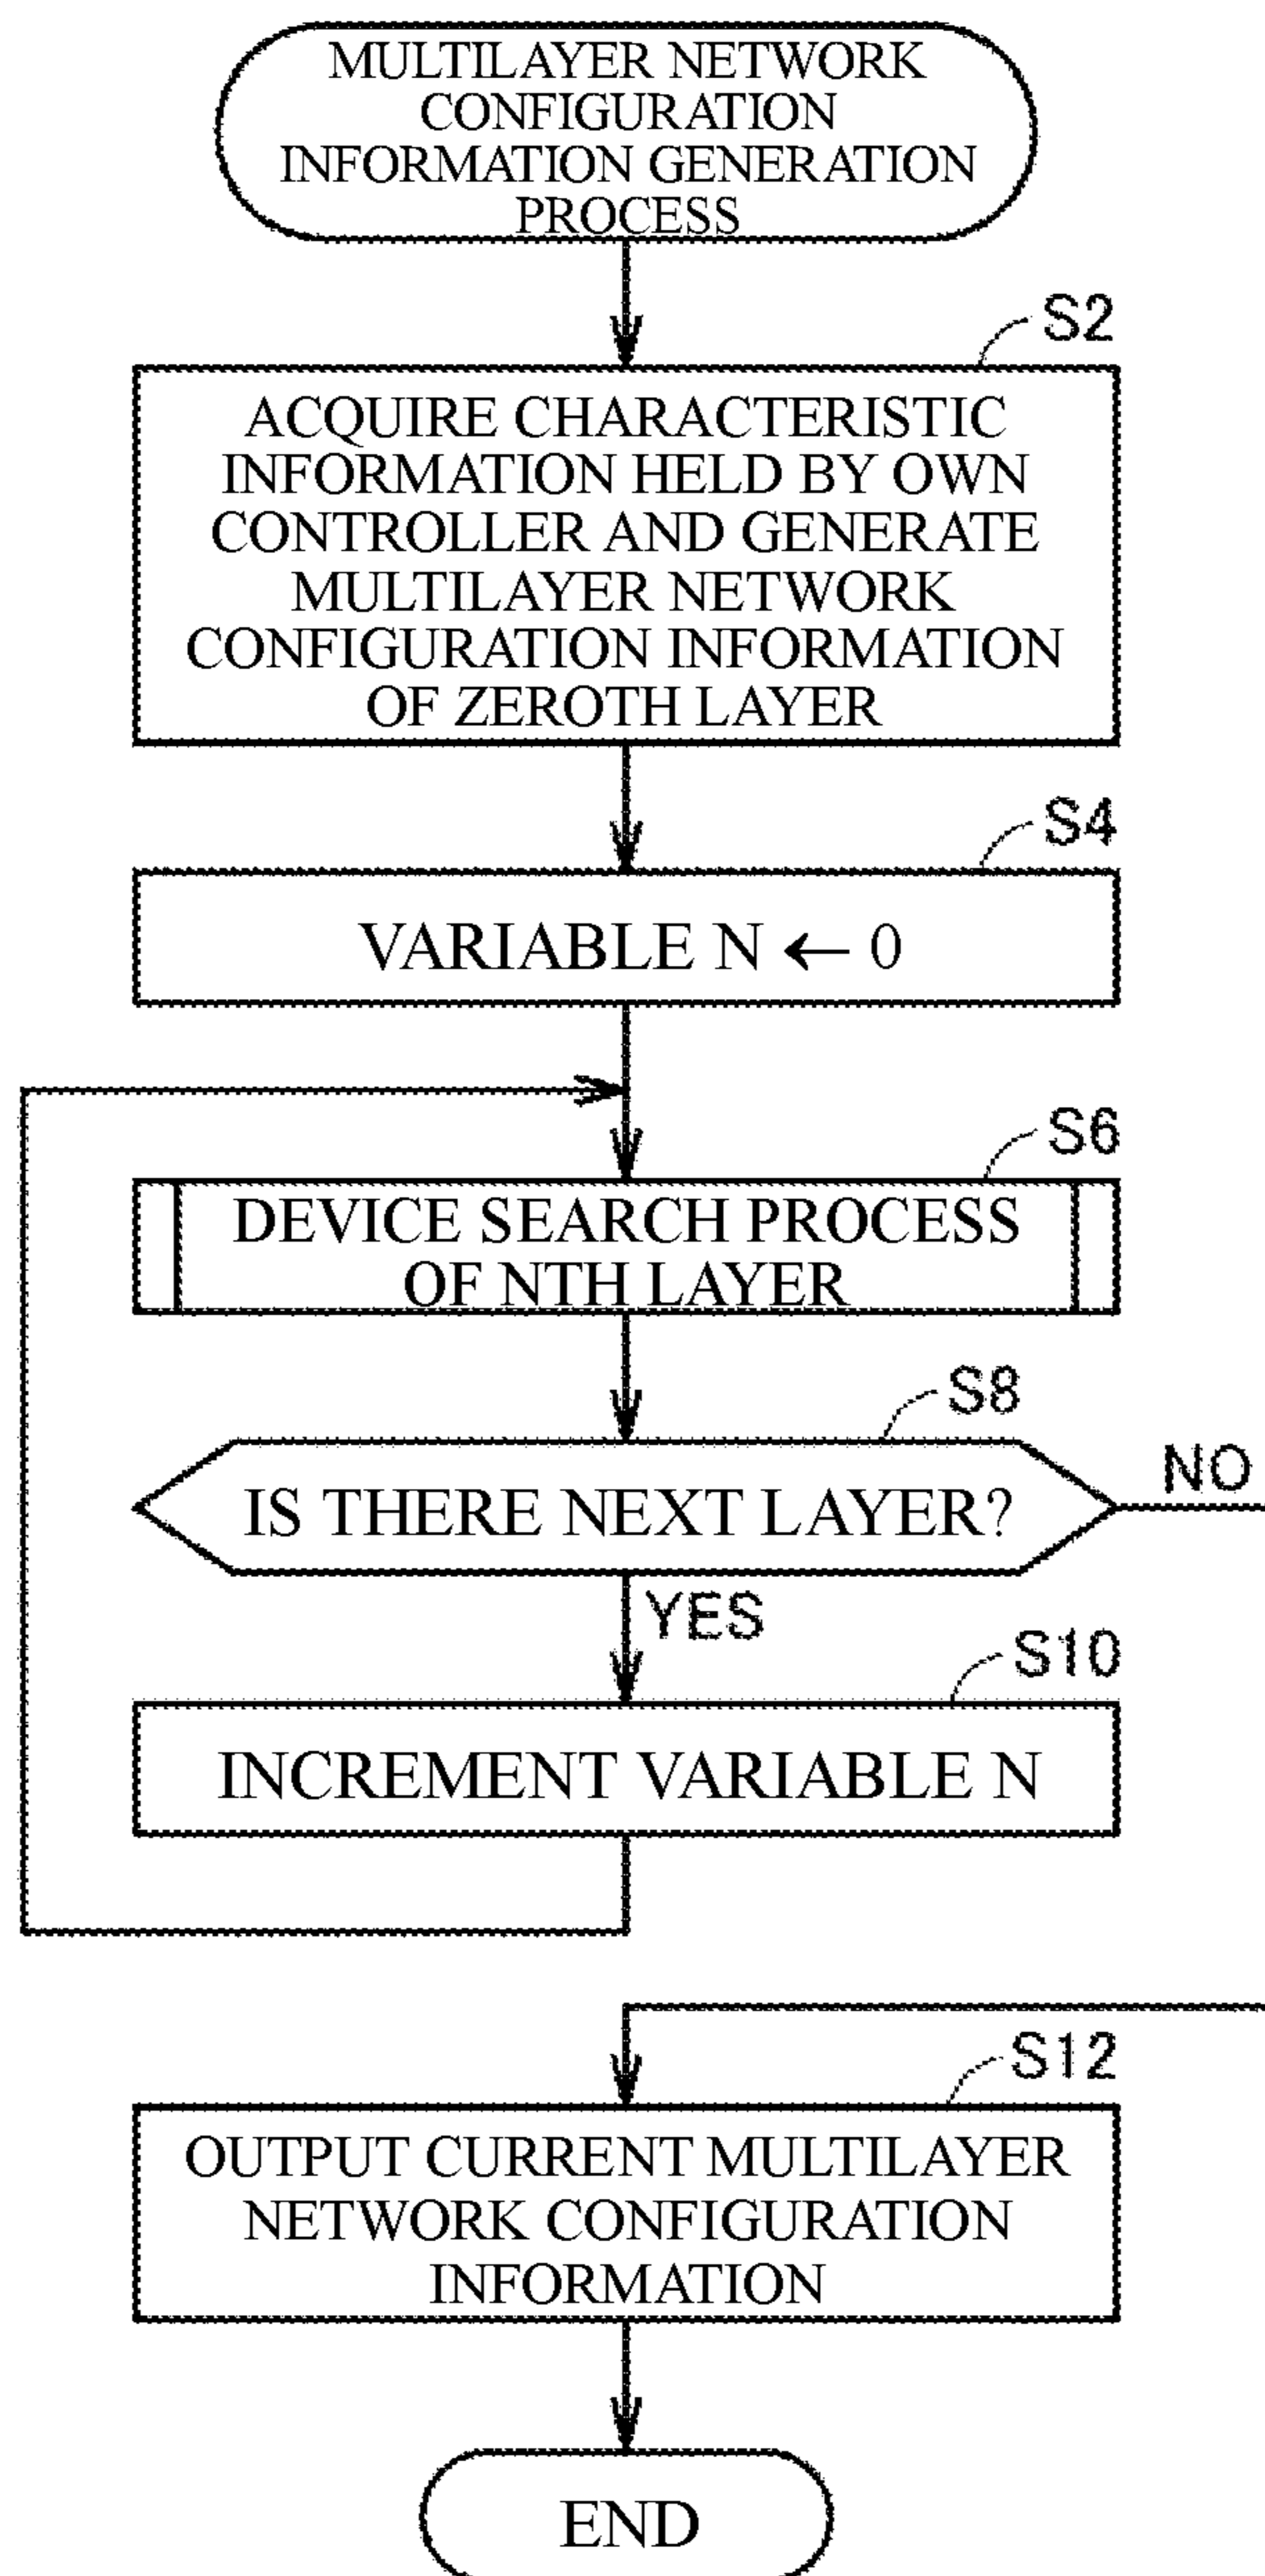 MULTILAYER NETWORK
CONFIGURATION
INFORMATION GENERATION
PROCESS
S2
ACQUIRE CHARACTERISTIC
INFORMATION HELD BY OWN
CONTROLLER AND GENERATE
MULTILAYER NETWORK
CONFIGURATION INFORMATION
OF ZEROTH LAYER
S4
VARIABLE N ← 0
S6
DEVICE SEARCH PROCESS
OF NTH LAYER
S8
IS THERE NEXT LAYER?
NO
YES
S10
INCREMENT VARIABLE N
S12
OUTPUT CURRENT MULTILAYER
NETWORK CONFIGURATION
INFORMATION
END